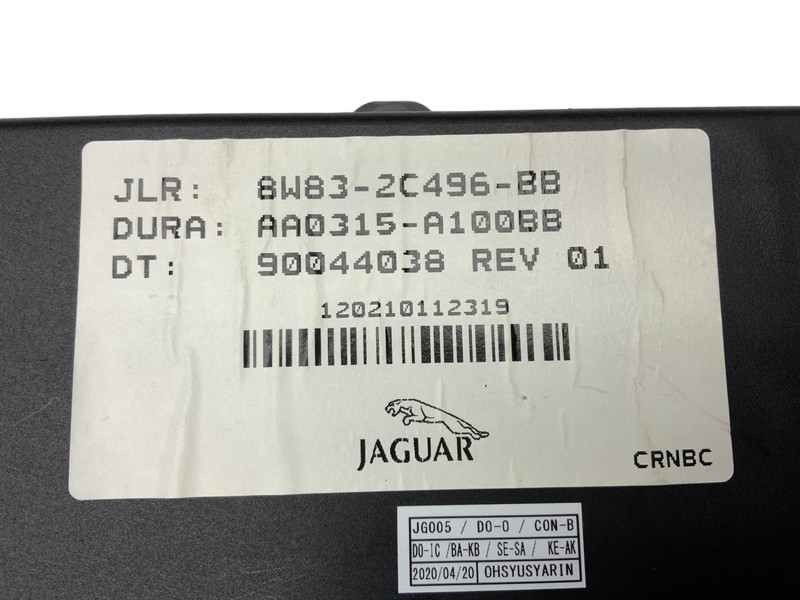 JLR: 8W83-2C496-BB
DURA: AA0315-A100BB
DT: 90044038 REV 01
120210112319
JAGUAR
CRNBC
JG005 / DO-O / CON-B
DO-IC /BA-KB / SE-SA / KE-AK
2020/04/20 OHSYUSYARIN